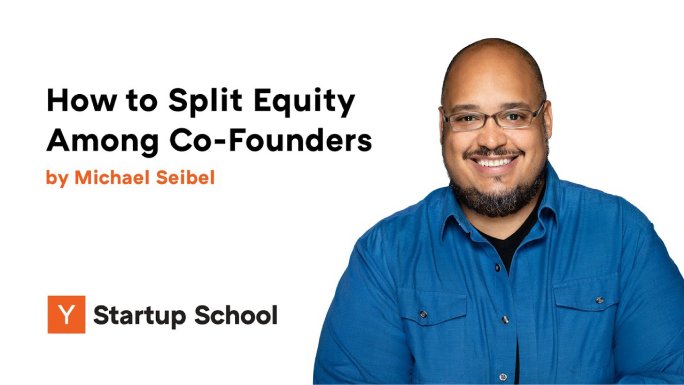 How to Split Equity
Among Co-Founders
by Michael Seibel
Y Startup School